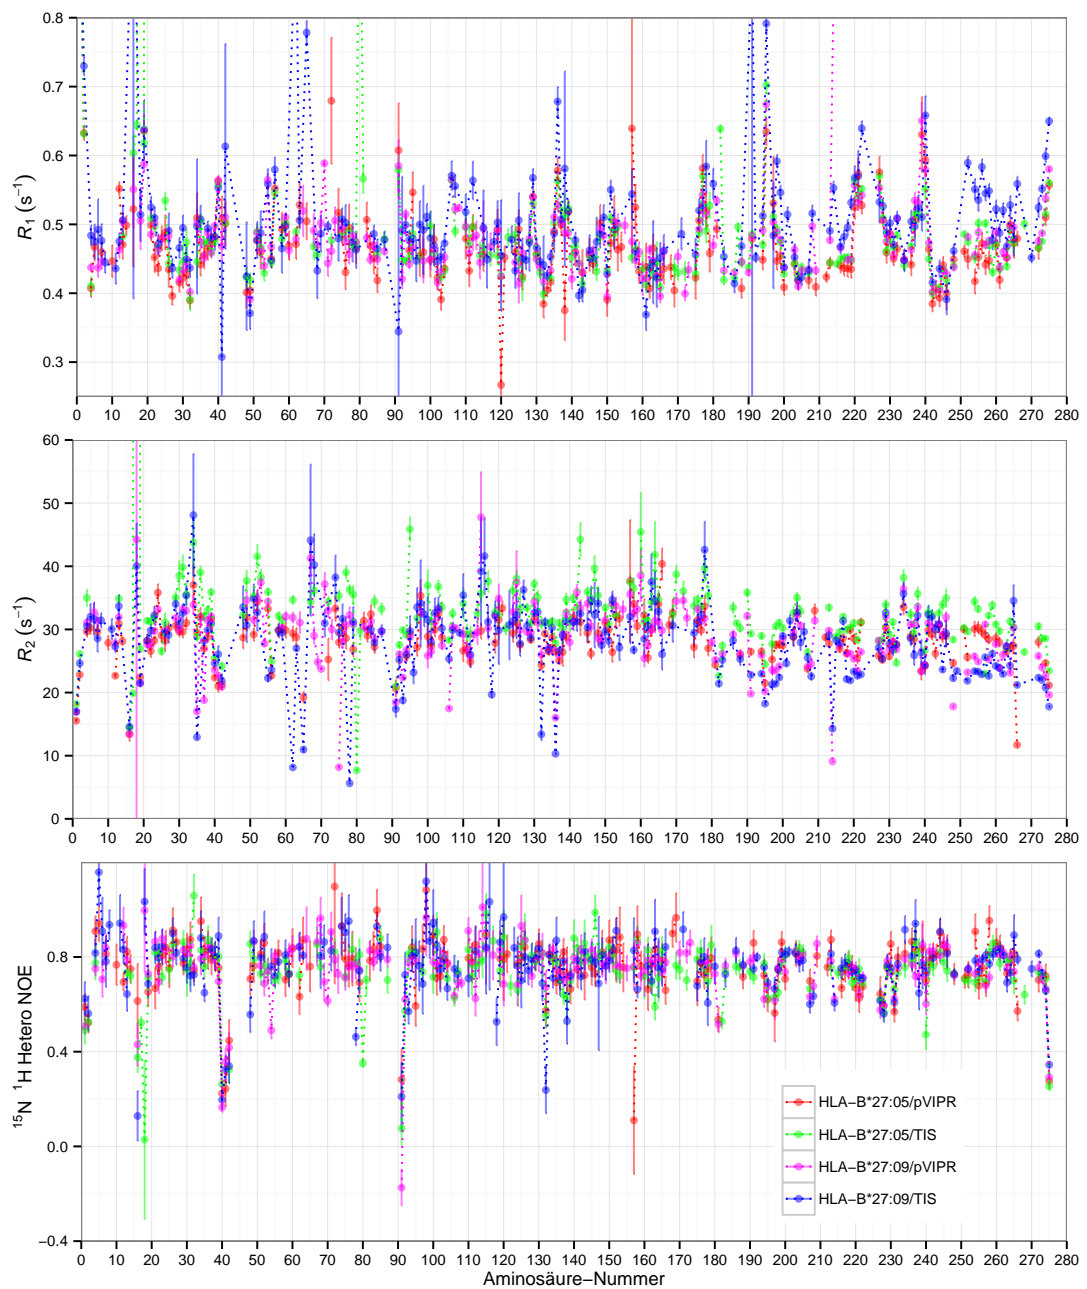 0.8
0.7
0.6
0.5
0.4
0.3
R1 (s−1)
0 10 20 30 40 50 60 70 80 90 100 110 120 130 140 150 160 170 180 190 200 210 220 230 240 250 260 270 280
60
50
40
30
20
10
0
R2 (s−1)
0 10 20 30 40 50 60 70 80 90 100 110 120 130 140 150 160 170 180 190 200 210 220 230 240 250 260 270 280
0.8
0.4
0.0
−0.4
15N 1H Hetero NOE
HLA−B*27:05/pVIPR
HLA−B*27:05/TIS
HLA−B*27:09/pVIPR
HLA−B*27:09/TIS
0 10 20 30 40 50 60 70 80 90 100 110 120 130 140 150 160 170 180 190 200 210 220 230 240 250 260 270 280
Aminosäure−Nummer